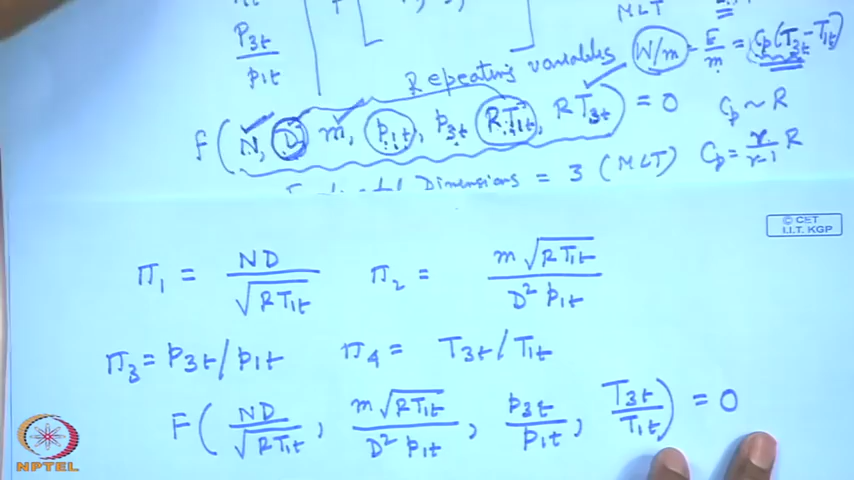 MLT
P3t / p1t
Repeating variables W/m - E/m = Cp(T3t - T1t)
F(N, D, m, p1t, p3t, RT1t, RT3t) = 0 Cp ~ R
Dimensions = 3 (MLT) Cp = γ/(γ-1) R
© CET
I.I.T. KGP
π1 = ND/√RT1t π2 = m√RT1t / D² p1t
π3 = p3t/p1t π4 = T3t/T1t
F(ND/√RT1t, m√RT1t / D² p1t, p3t/p1t, T3t/T1t) = 0
NPTEL